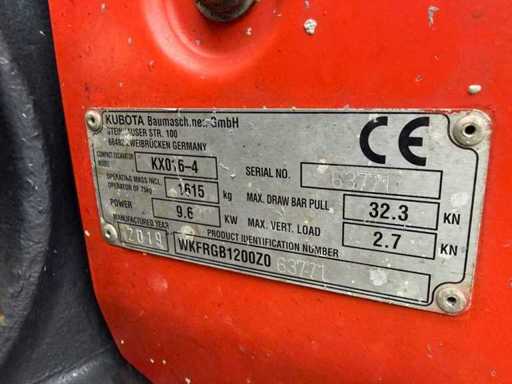 KUBOTA Baumaschinen GmbH
STEINHAUSER STR. 100
66482 ZWEIBRÜCKEN GERMANY
CE
COMPACT EXCAVATOR MODEL KX016-4
SERIAL NO. 63771
OPERATING MASS INCL. OPERATOR OF 75kg 1615 kg
MAX. DRAW BAR PULL 32.3 KN
POWER 9.6 KW
MAX. VERT. LOAD 2.7 KN
MANUFACTURED YEAR 2019
PRODUCT IDENTIFICATION NUMBER
WKFRGB1200Z0 63771